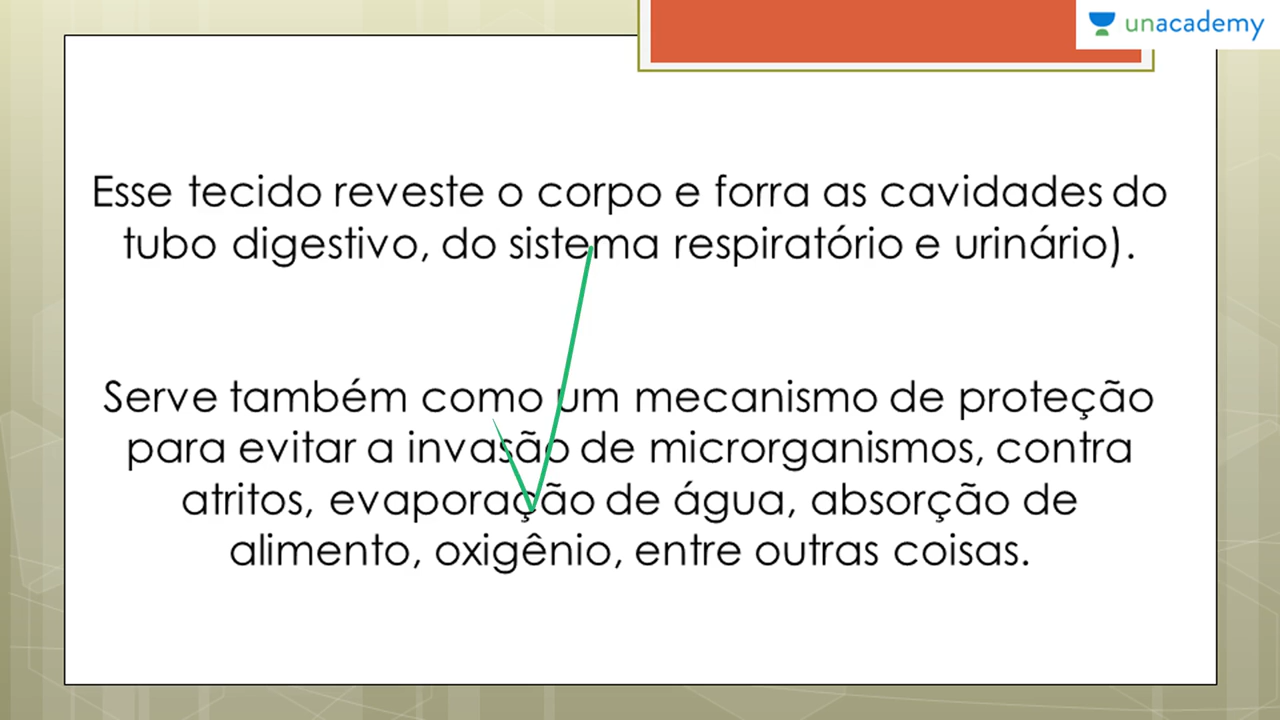 unacademy
Esse tecido reveste o corpo e forra as cavidades do
tubo digestivo, do sistema respiratório e urinário).
Serve também como um mecanismo de proteção
para evitar a invasão de microrganismos, contra
atritos, evaporação de água, absorção de
alimento, oxigênio, entre outras coisas.